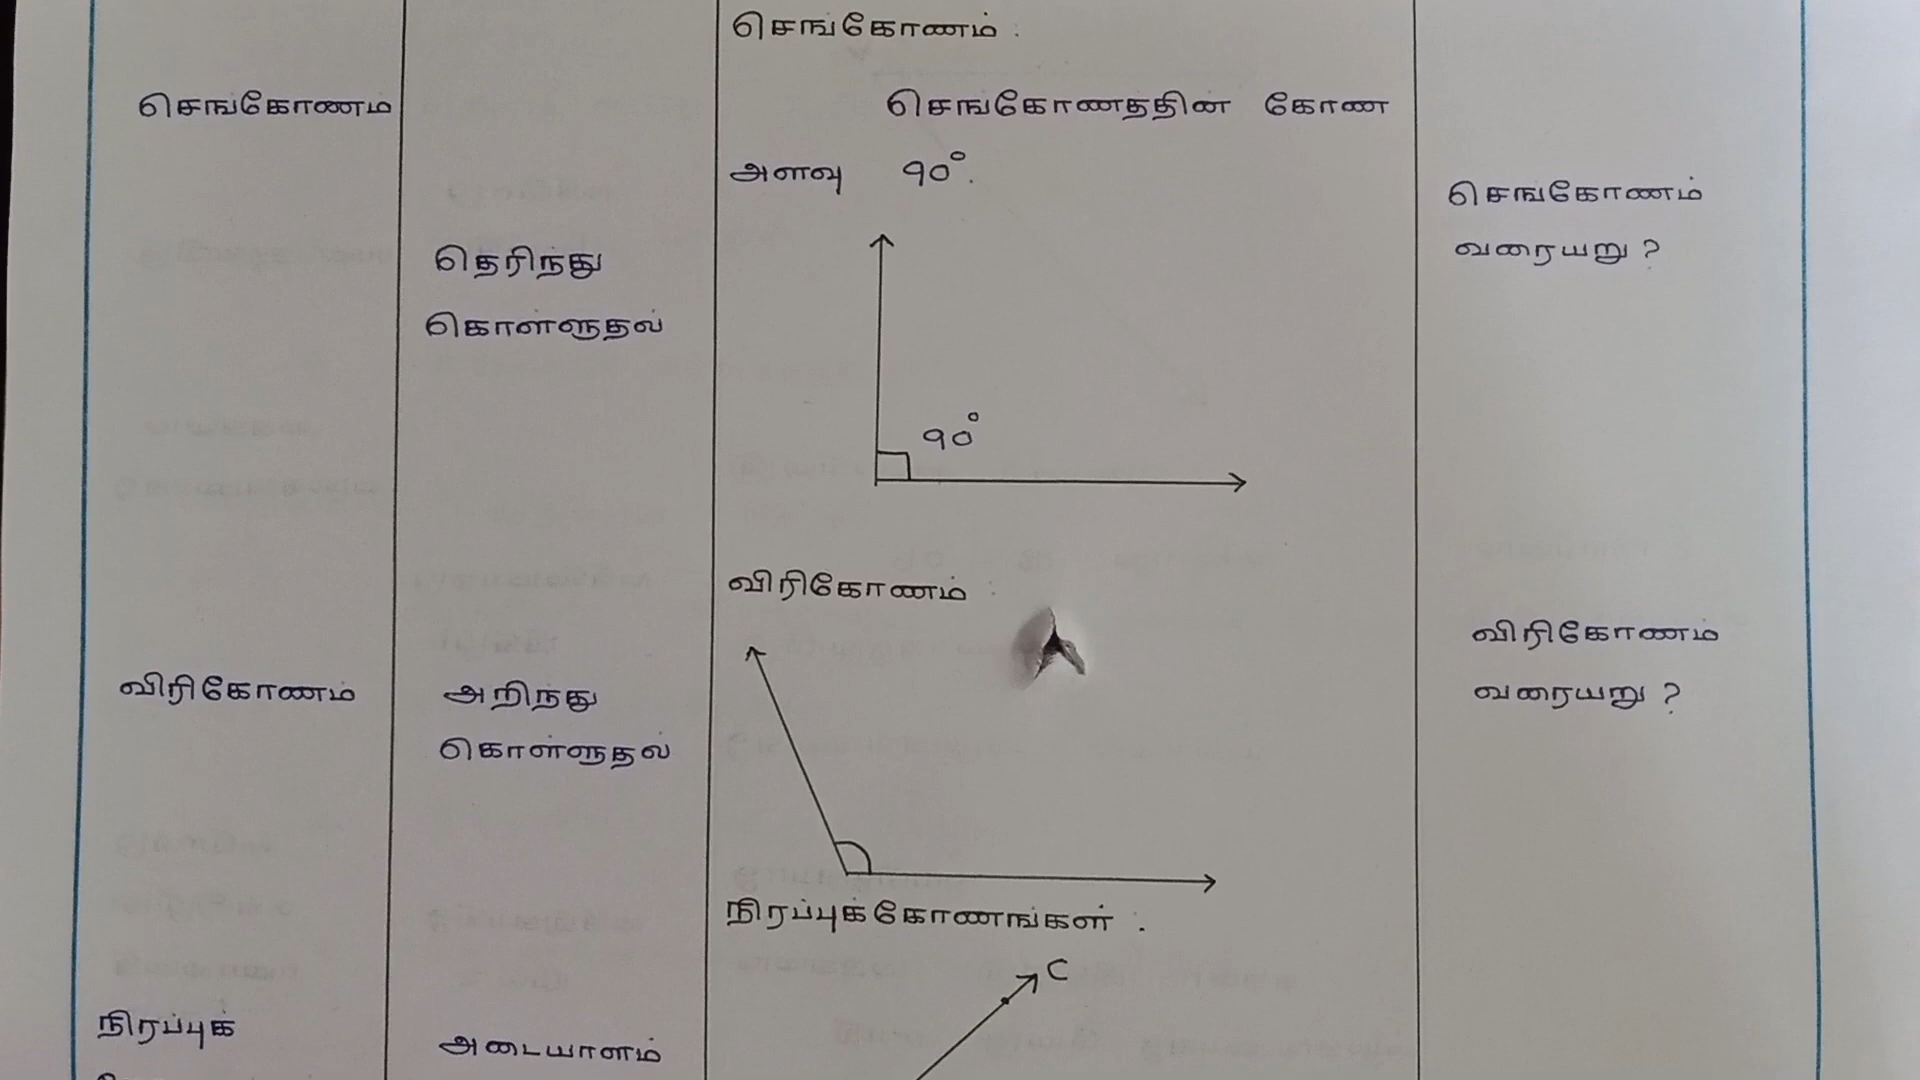 செங்கோணம் :
செங்கோணம்
செங்கோணத்தின் கோண
அளவு 90°.
செங்கோணம்
வரையறு ?
தெரிந்து
கொள்ளுதல்
90°
விரிகோணம் :
விரிகோணம்
வரையறு ?
விரிகோணம்
அறிந்து
கொள்ளுதல்
நிரப்புக்கோணங்கள் :
C
நிரப்புக்
அடையாளம்